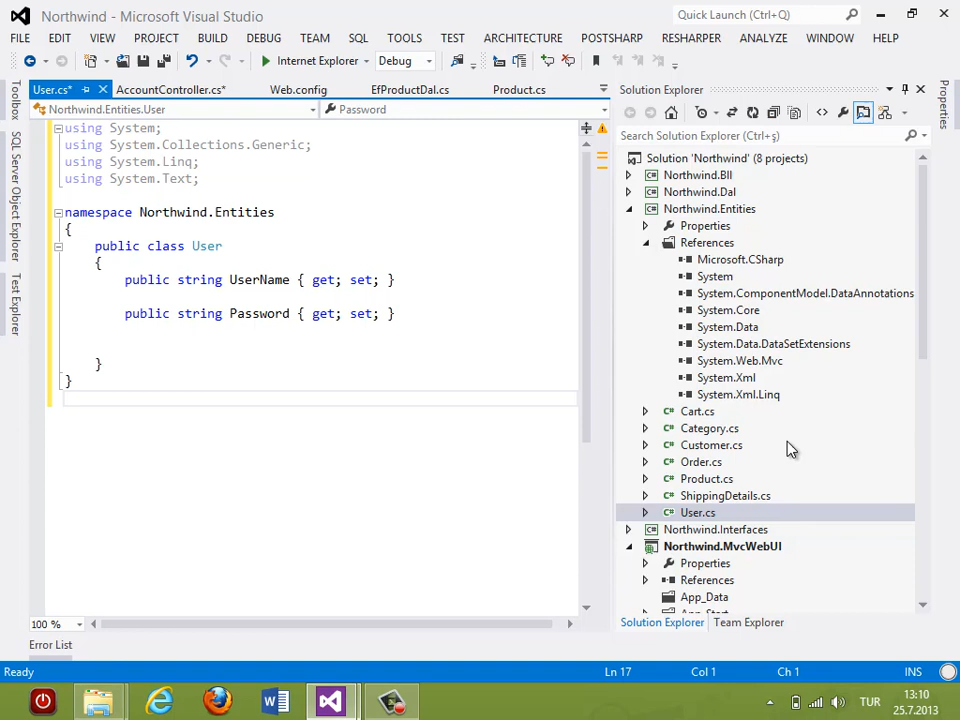 Northwind - Microsoft Visual Studio
Quick Launch (Ctrl+Q)
FILE EDIT VIEW PROJECT BUILD DEBUG TEAM SQL TOOLS TEST ARCHITECTURE POSTSHARP RESHARPER ANALYZE WINDOW HELP
Internet Explorer Debug
User.cs* AccountController.cs* Web.config EfProductDal.cs Product.cs
Northwind.Entities.User Password
using System;
using System.Collections.Generic;
using System.Linq;
using System.Text;
namespace Northwind.Entities
{
public class User
{
public string UserName { get; set; }
public string Password { get; set; }
}
}
100 %
Toolbox
SQL Server Object Explorer
Test Explorer
Solution Explorer
Search Solution Explorer (Ctrl+ş)
Solution 'Northwind' (8 projects)
Northwind.Bll
Northwind.Dal
Northwind.Entities
Properties
References
Microsoft.CSharp
System
System.ComponentModel.DataAnnotations
System.Core
System.Data
System.Data.DataSetExtensions
System.Web.Mvc
System.Xml
System.Xml.Linq
Cart.cs
Category.cs
Customer.cs
Order.cs
Product.cs
ShippingDetails.cs
User.cs
Northwind.Interfaces
Northwind.MvcWebUI
Properties
References
App_Data
App_Start
Solution Explorer Team Explorer
Properties
Error List
Ready Ln 17 Col 1 Ch 1 INS
TUR
13:10
25.7.2013